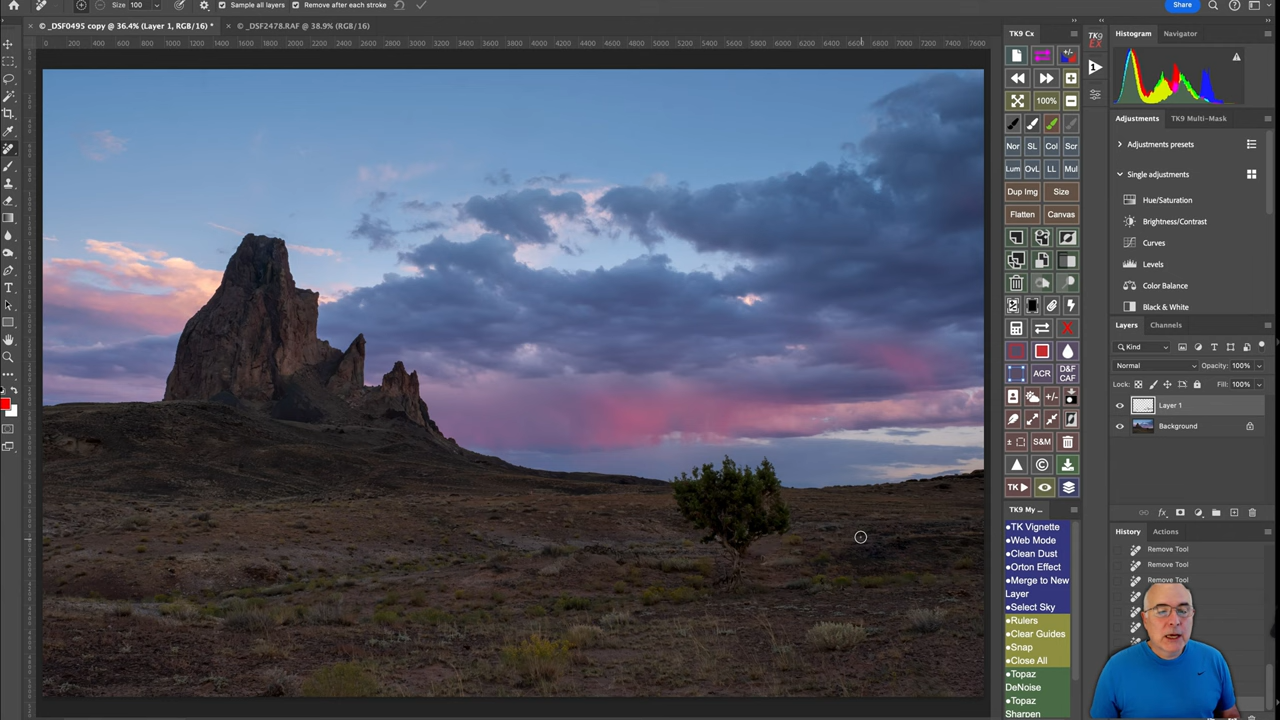 Size: 100
Sample all layers
Remove after each stroke
Share
© _DSF0495 copy @ 36.4% (Layer 1, RGB/16) *
© _DSF2478.RAF @ 38.9% (RGB/16)
TK9 Cx
100%
Nor SL Col Scr
Lum OvL LL Mul
Dup Img Size
Flatten Canvas
ACR
D&F
CAF
+/-
S&M
TK
TK9 My ...
●TK Vignette
●Web Mode
●Clean Dust
●Orton Effect
●Merge to New
Layer
●Select Sky
●Rulers
●Clear Guides
●Snap
●Close All
●Topaz
DeNoise
●Topaz
Sharpen
TK9
EX
Histogram Navigator
Adjustments TK9 Multi-Mask
Adjustments presets
Single adjustments
Hue/Saturation
Brightness/Contrast
Curves
Levels
Color Balance
Black & White
Layers Channels
Kind
Normal Opacity: 100%
Lock: Fill: 100%
Layer 1
Background
History Actions
Remove Tool
Remove Tool
Remove Tool